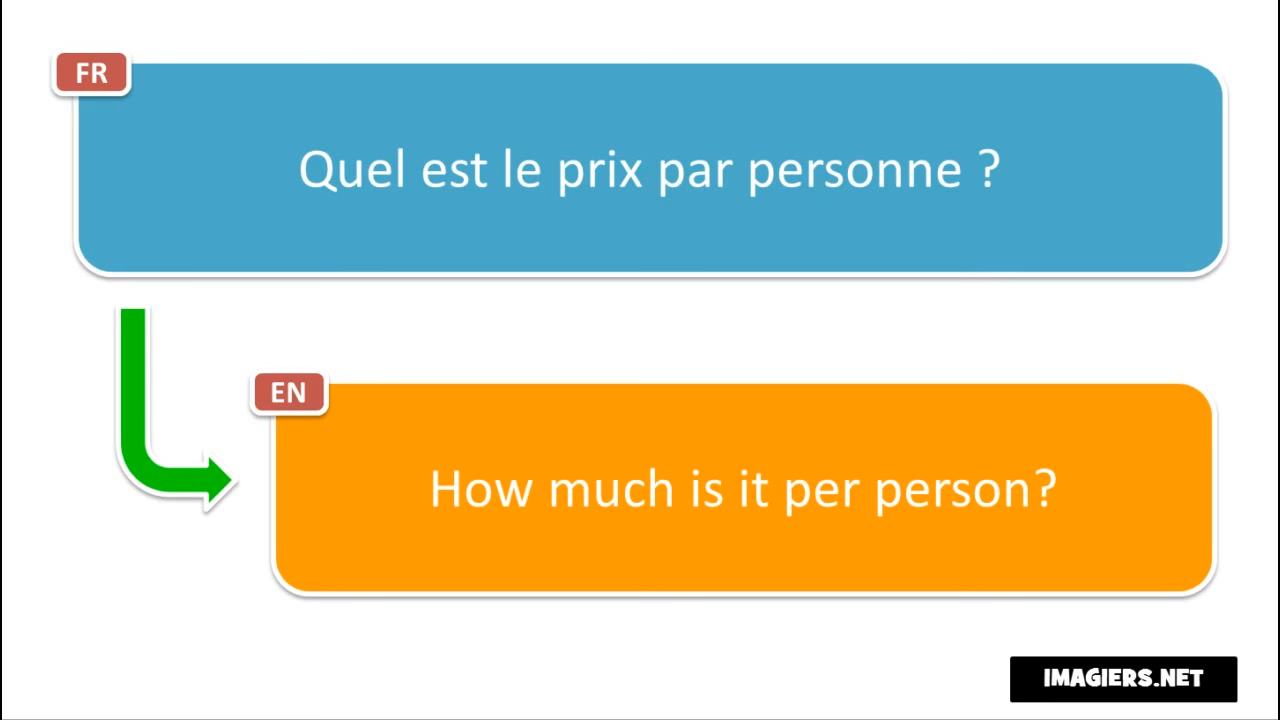 FR
Quel est le prix par personne ?
EN
How much is it per person?
IMAGIERS.NET